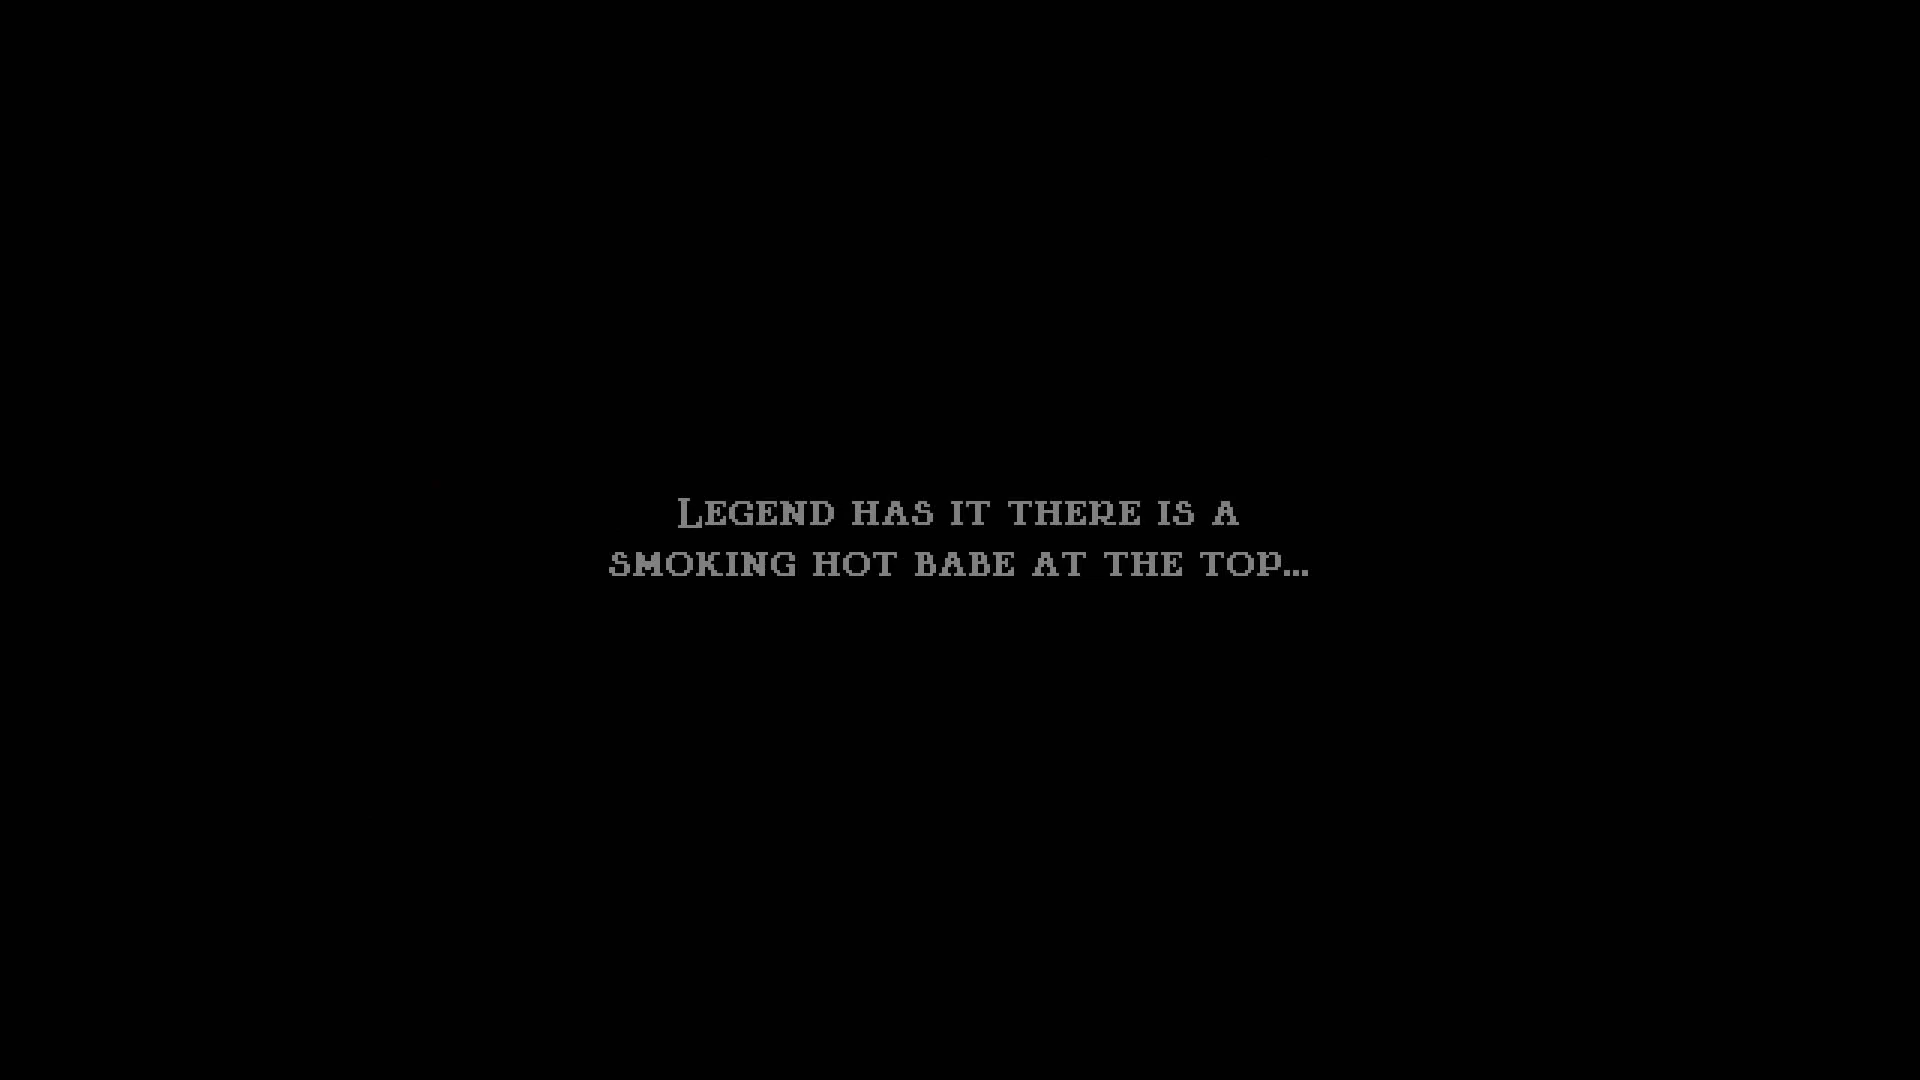 Legend has it there is a
smoking hot babe at the top...